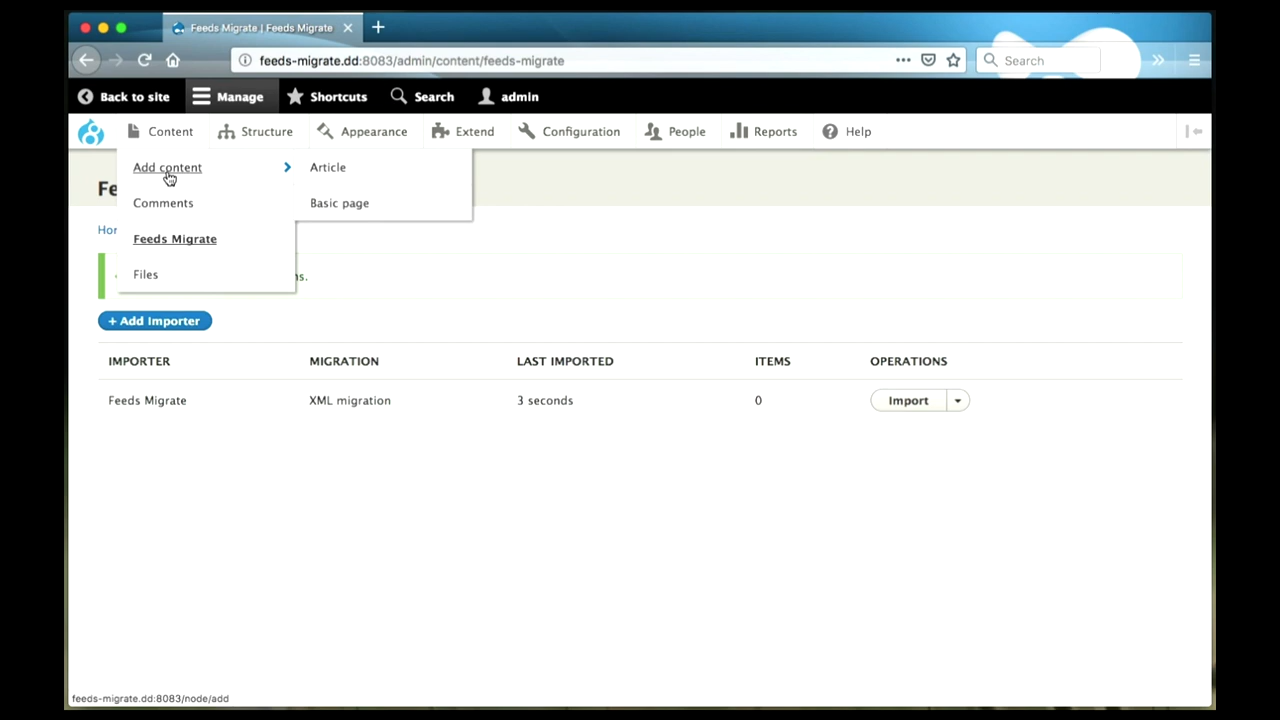 Feeds Migrate | Feeds Migrate
feeds-migrate.dd:8083/admin/content/feeds-migrate
Search
Back to site
Manage
Shortcuts
Search
admin
Content
Structure
Appearance
Extend
Configuration
People
Reports
Help
Add content
Article
Fe
Comments
Basic page
Hor
Feeds Migrate
Files
ns.
+ Add Importer
IMPORTER MIGRATION LAST IMPORTED ITEMS OPERATIONS
Feeds Migrate XML migration 3 seconds 0 Import
feeds-migrate.dd:8083/node/add